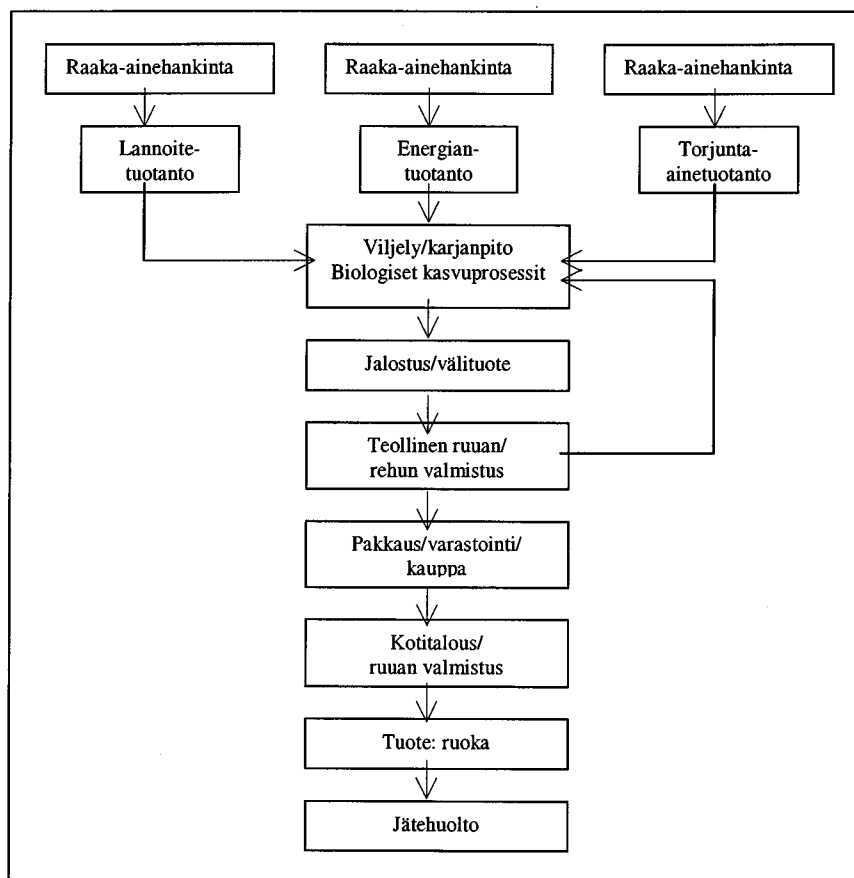 Raaka-ainehankinta
Raaka-ainehankinta
Raaka-ainehankinta
Lannoite-
tuotanto
Energian-
tuotanto
Torjunta-
ainetuotanto
Viljely/karjanpito
Biologiset kasvuprosessit
Jalostus/välituote
Teollinen ruuan/
rehun valmistus
Pakkaus/varastointi/
kauppa
Kotitalous/
ruuan valmistus
Tuote: ruoka
Jätehuolto